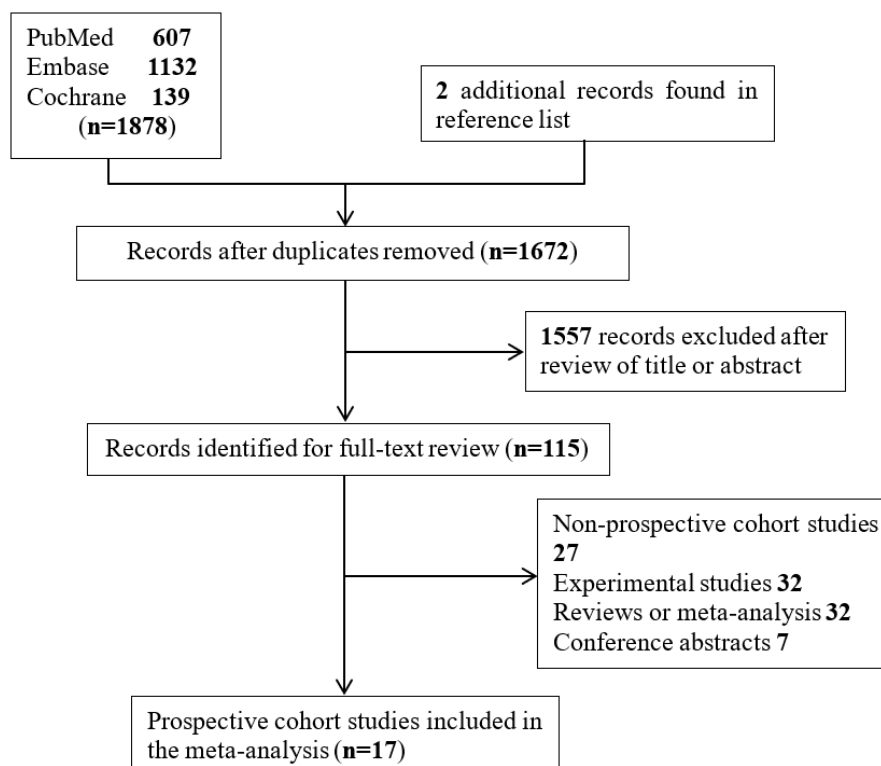 PubMed 607
Embase 1132
Cochrane 139
(n=1878)
2 additional records found in
reference list
Records after duplicates removed (n=1672)
1557 records excluded after
review of title or abstract
Records identified for full-text review (n=115)
Non-prospective cohort studies
27
Experimental studies 32
Reviews or meta-analysis 32
Conference abstracts 7
Prospective cohort studies included in
the meta-analysis (n=17)